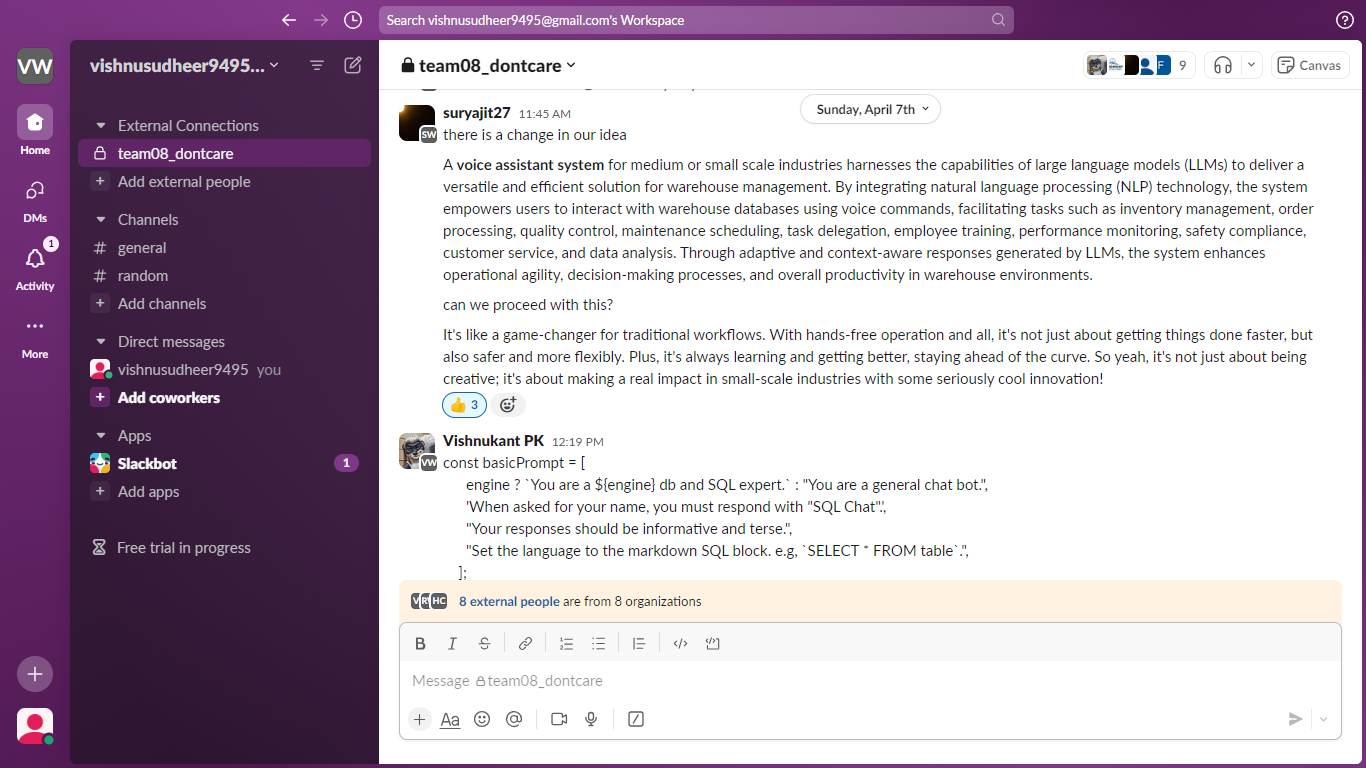 Search vishnusudheer9495@gmail.com's Workspace
VW
Home
DMs
1
Activity
More
vishnusudheer9495...
External Connections
team08_dontcare
Add external people
Channels
# general
# random
Add channels
Direct messages
vishnusudheer9495 you
Add coworkers
Apps
Slackbot 1
Add apps
Free trial in progress
team08_dontcare
F 9
Canvas
Sunday, April 7th
suryajit27 11:45 AM
SW
there is a change in our idea
A voice assistant system for medium or small scale industries harnesses the capabilities of large language models (LLMs) to deliver a
versatile and efficient solution for warehouse management. By integrating natural language processing (NLP) technology, the system
empowers users to interact with warehouse databases using voice commands, facilitating tasks such as inventory management, order
processing, quality control, maintenance scheduling, task delegation, employee training, performance monitoring, safety compliance,
customer service, and data analysis. Through adaptive and context-aware responses generated by LLMs, the system enhances
operational agility, decision-making processes, and overall productivity in warehouse environments.
can we proceed with this?
It's like a game-changer for traditional workflows. With hands-free operation and all, it's not just about getting things done faster, but
also safer and more flexibly. Plus, it's always learning and getting better, staying ahead of the curve. So yeah, it's not just about being
creative; it's about making a real impact in small-scale industries with some seriously cool innovation!
3
Vishnukant PK 12:19 PM
VW
const basicPrompt = [
engine ? `You are a ${engine} db and SQL expert.` : "You are a general chat bot.",
'When asked for your name, you must respond with "SQL Chat".',
"Your responses should be informative and terse.",
"Set the language to the markdown SQL block. e.g, `SELECT * FROM table`.",
];
HC 8 external people are from 8 organizations
B I S
Message team08_dontcare
Aa